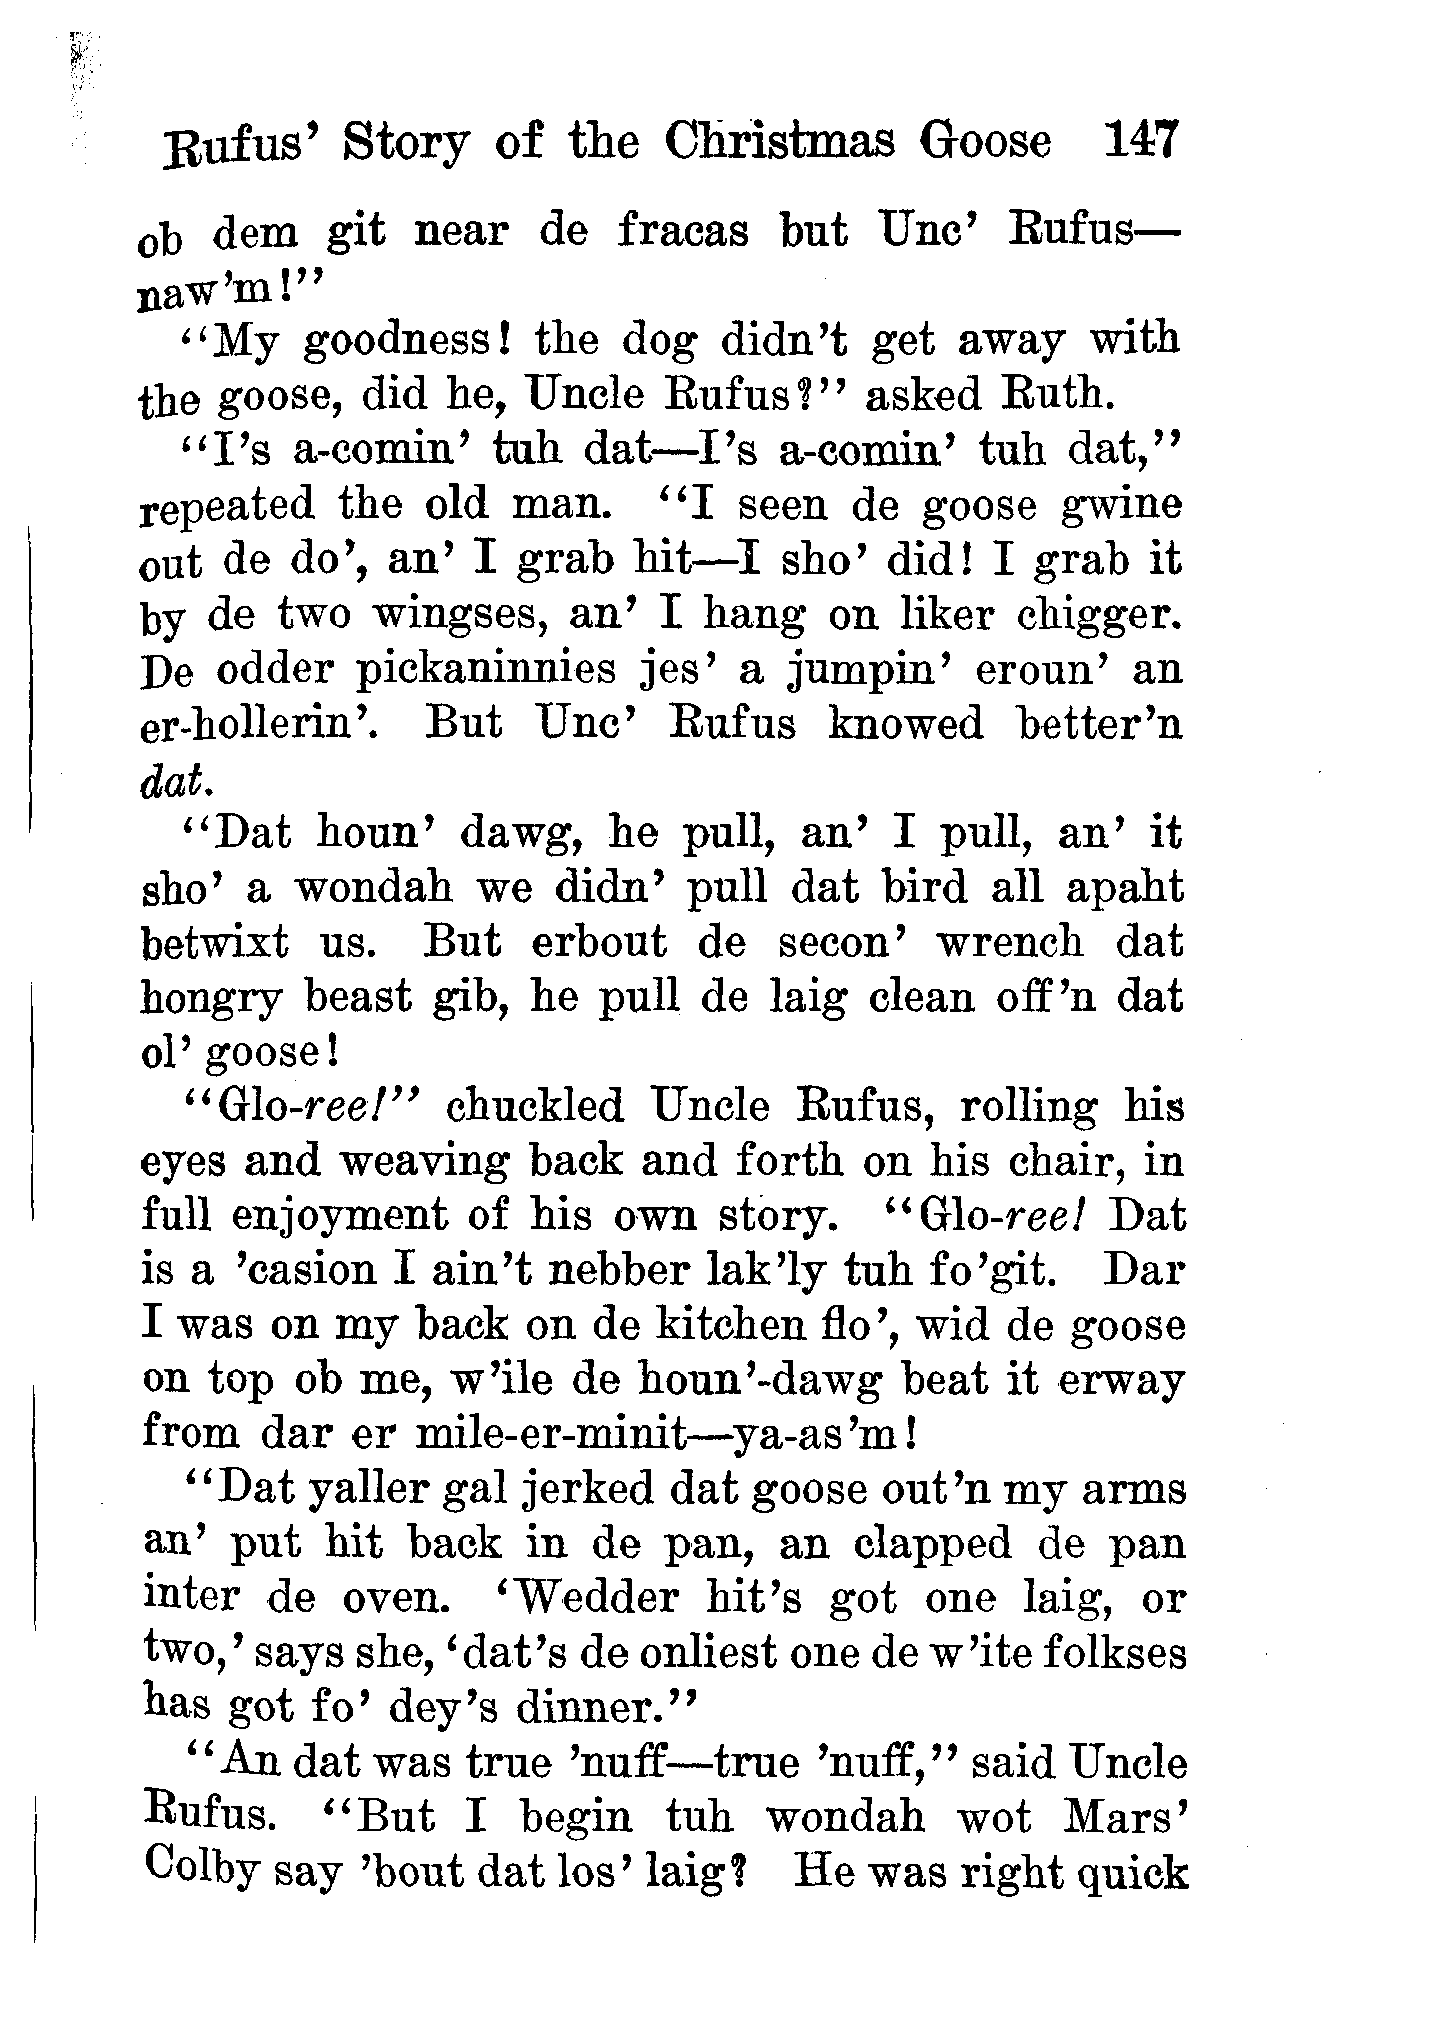 Rufus' Story of the Christmas Goose 147
ob dem git near de fracas but Unc' Rufus—
naw'm!"
"My goodness! the dog didn't get away with
the goose, did he, Uncle Rufus?" asked Ruth.
"I's a-comin' tuh dat—I's a-comin' tuh dat,"
repeated the old man. "I seen de goose gwine
out de do', an' I grab hit—I sho' did! I grab it
by de two wingses, an' I hang on liker chigger.
De odder pickaninnies jes' a jumpin' eroun' an
er-hollerin'. But Unc' Rufus knowed better'n
dat.
"Dat houn' dawg, he pull, an' I pull, an' it
sho' a wondah we didn' pull dat bird all apaht
betwixt us. But erbout de secon' wrench dat
hongry beast gib, he pull de laig clean off'n dat
ol' goose!
"Glo-ree!" chuckled Uncle Rufus, rolling his
eyes and weaving back and forth on his chair, in
full enjoyment of his own story. "Glo-ree! Dat
is a 'casion I ain't nebber lak'ly tuh fo'git. Dar
I was on my back on de kitchen flo', wid de goose
on top ob me, w'ile de houn'-dawg beat it erway
from dar er mile-er-minit—ya-as'm!
"Dat yaller gal jerked dat goose out'n my arms
an' put hit back in de pan, an clapped de pan
inter de oven. 'Wedder hit's got one laig, or
two,' says she, 'dat's de onliest one de w'ite folkses
has got fo' dey's dinner."
"An dat was true 'nuff—true 'nuff," said Uncle
Rufus. "But I begin tuh wondah wot Mars'
Colby say 'bout dat los' laig? He was right quick